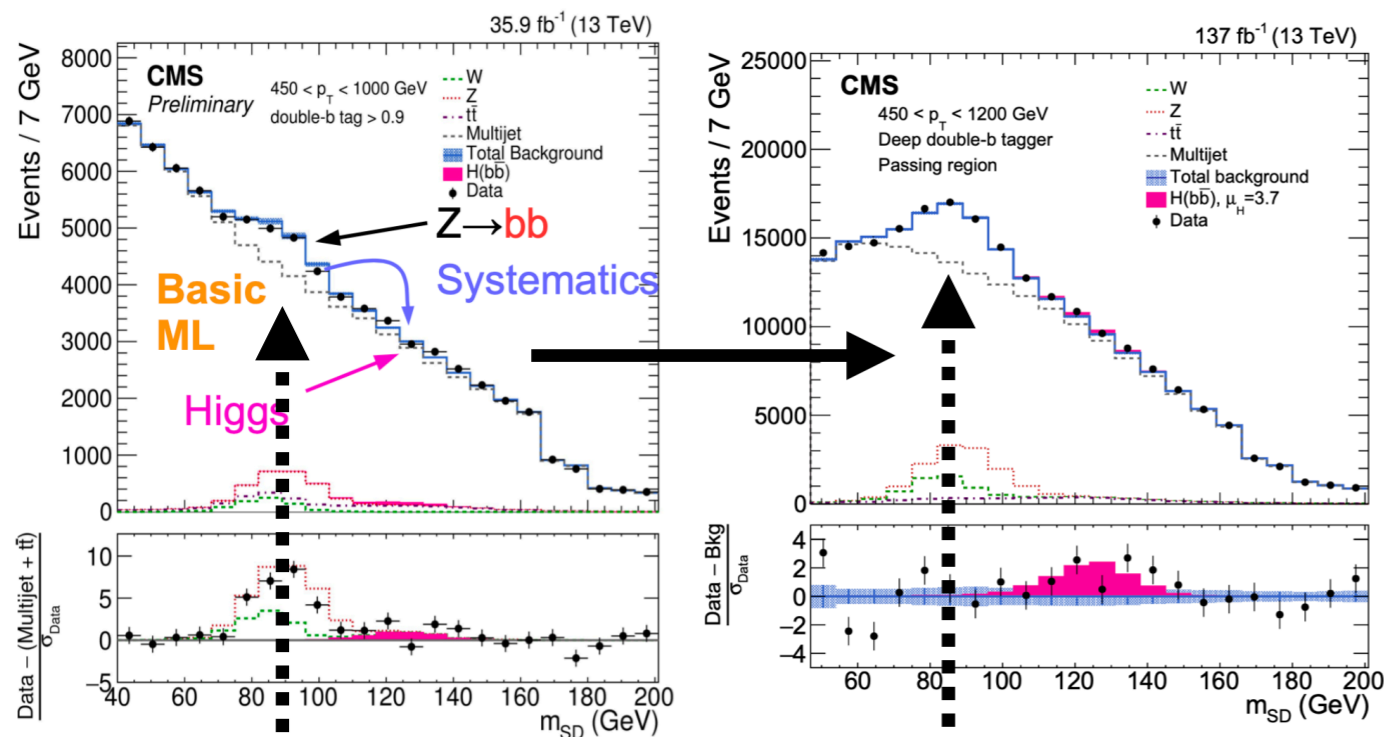 35.9 fb⁻¹ (13 TeV)
CMS
Preliminary
450 < p_T < 1000 GeV
double-b tag > 0.9
W
Z
tt̄
Multijet
Total Background
H(bb̄)
Data
Events / 7 GeV
8000
7000
6000
5000
4000
3000
2000
1000
0
Z→bb
Systematics
Basic
ML
Higgs
Data − (Multijet + tt̄)
σ_Data
10
5
0
−5
40 60 80 100 120 140 160 180 200
m_SD (GeV)
137 fb⁻¹ (13 TeV)
CMS
450 < p_T < 1200 GeV
Deep double-b tagger
Passing region
W
Z
tt̄
Multijet
Total background
H(bb̄), μ_H=3.7
Data
Events / 7 GeV
25000
20000
15000
10000
5000
0
Data − Bkg
σ_Data
4
2
0
−2
−4
60 80 100 120 140 160 180 200
m_SD (GeV)